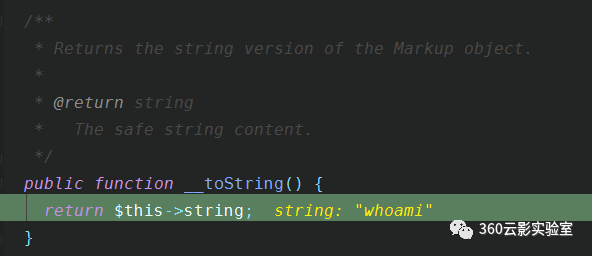 /**
* Returns the string version of the Markup object.
*
* @return string
*   The safe string content.
*/
public function __toString() {
return $this->string;  string: "whoami"
}
360云影实验室